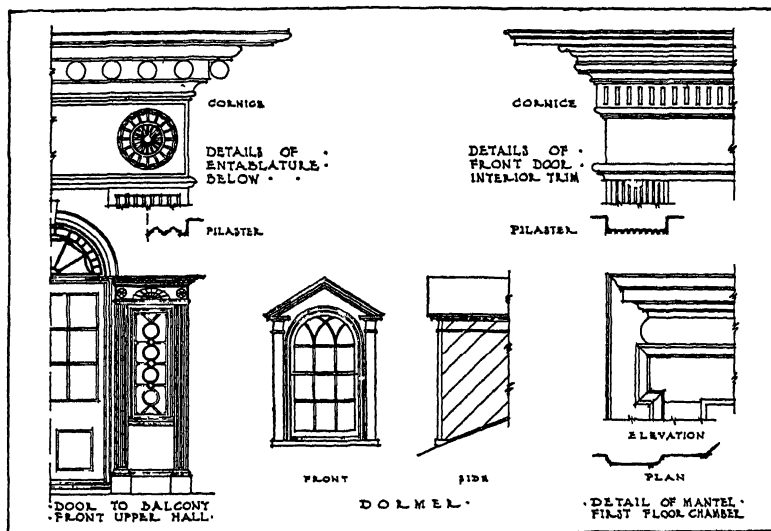 CORNICE
DETAILS OF ·
ENTABLATURE ·
BELOW · ·
PILASTER
CORNICE
DETAILS OF ·
FRONT DOOR ·
INTERIOR TRIM
PILASTER
·DOOR TO BALCONY
·FRONT UPPER HALL·
FRONT
SIDE
DORMER·
ELEVATION
PLAN
·DETAIL OF MANTEL·
FIRST FLOOR CHAMBER